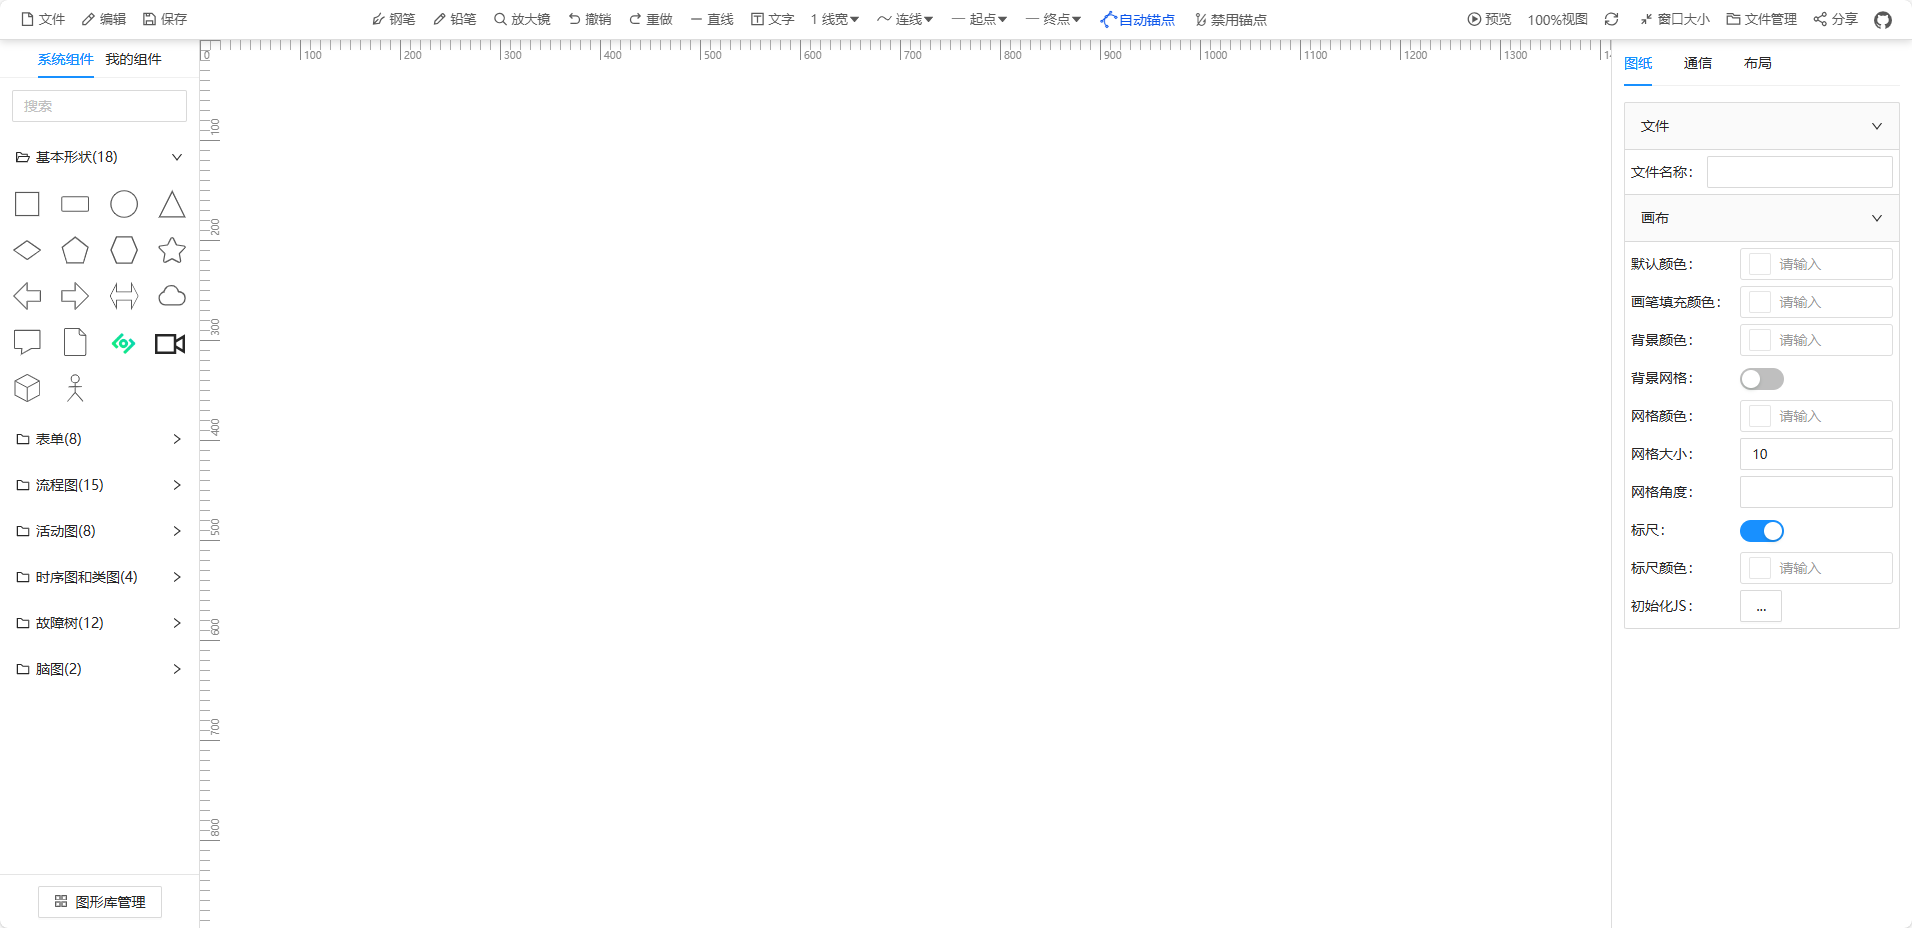 文件 编辑 保存 钢笔 铅笔 放大镜 撤销 重做 直线 文字 1 线宽 连线 起点 终点 自动锚点 禁用锚点 预览 100%视图 窗口大小 文件管理 分享
系统组件 我的组件
搜索
基本形状(18)
表单(8)
流程图(15)
活动图(8)
时序图和类图(4)
故障树(12)
脑图(2)
图形库管理
0 100 200 300 400 500 600 700 800 900 1000 1100 1200 1300
100
200
300
400
500
600
700
800
图纸 通信 布局
文件
文件名称：
画布
默认颜色： 请输入
画笔填充颜色： 请输入
背景颜色： 请输入
背景网格：
网格颜色： 请输入
网格大小： 10
网格角度：
标尺：
标尺颜色： 请输入
初始化JS： ...